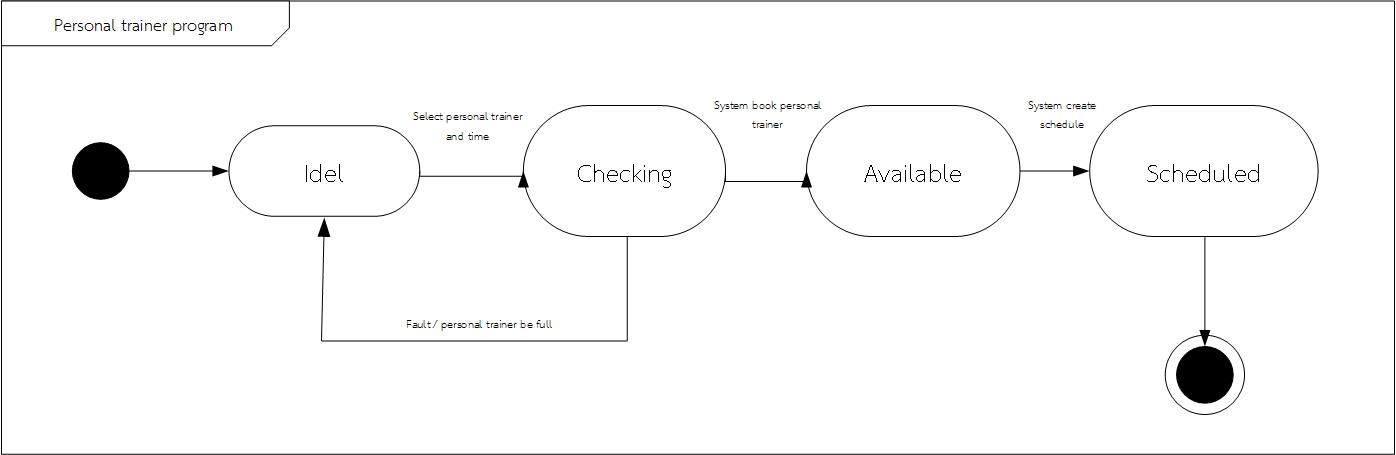 Personal trainer program
Select personal trainer
and time
System book personal
trainer
System create
schedule
Idel
Checking
Available
Scheduled
Fault/ personal trainer be full